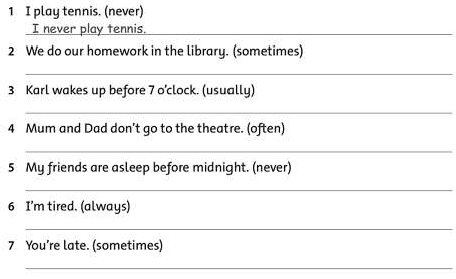 1 I play tennis. (never)
I never play tennis.
2 We do our homework in the library. (sometimes)
3 Karl wakes up before 7 o'clock. (usually)
4 Mum and Dad don't go to the theatre. (often)
5 My friends are asleep before midnight. (never)
6 I'm tired. (always)
7 You're late. (sometimes)